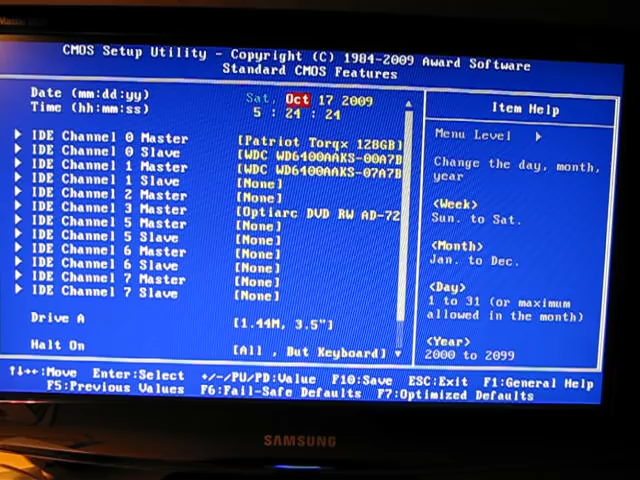 CMOS Setup Utility - Copyright (C) 1984-2009 Award Software
Standard CMOS Features
Date (mm:dd:yy) Sat, Oct 17 2009
Time (hh:mm:ss) 5 : 24 : 24
IDE Channel 0 Master [Patriot Torqx 128GB]
IDE Channel 0 Slave [WDC WD6400AAKS-00A7B
IDE Channel 1 Master [WDC WD6400AAKS-07A7B
IDE Channel 1 Slave [None]
IDE Channel 2 Master [None]
IDE Channel 3 Master [Optiarc DVD RW AD-72
IDE Channel 5 Master [None]
IDE Channel 5 Slave [None]
IDE Channel 6 Master [None]
IDE Channel 6 Slave [None]
IDE Channel 7 Master [None]
IDE Channel 7 Slave [None]
Drive A [1.44M, 3.5"]
Halt On [All , But Keyboard]
Item Help
Menu Level
Change the day, month,
year
<Week>
Sun. to Sat.
<Month>
Jan. to Dec.
<Day>
1 to 31 (or maximum
allowed in the month)
<Year>
2000 to 2099
↑↓→←:Move Enter:Select +/-/PU/PD:Value F10:Save ESC:Exit F1:General Help
F5:Previous Values F6:Fail-Safe Defaults F7:Optimized Defaults
SAMSUNG